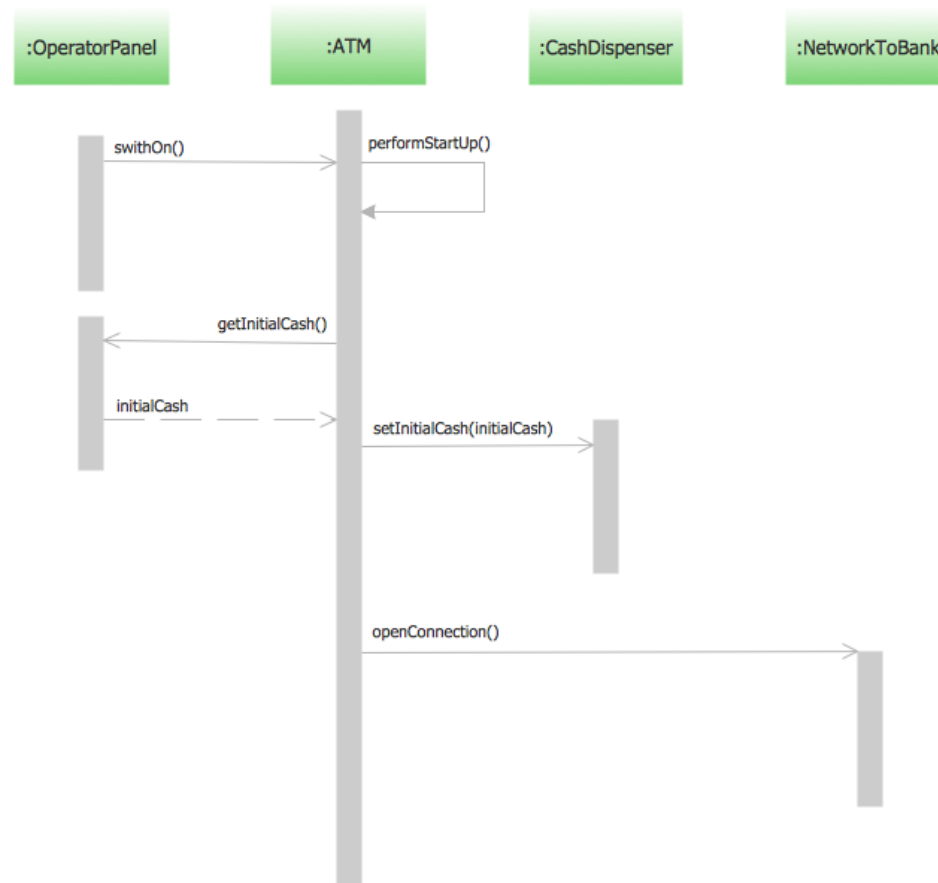 :OperatorPanel
:ATM
:CashDispenser
:NetworkToBank
swithOn()
performStartUp()
getInitialCash()
initialCash
setInitialCash(initialCash)
openConnection()